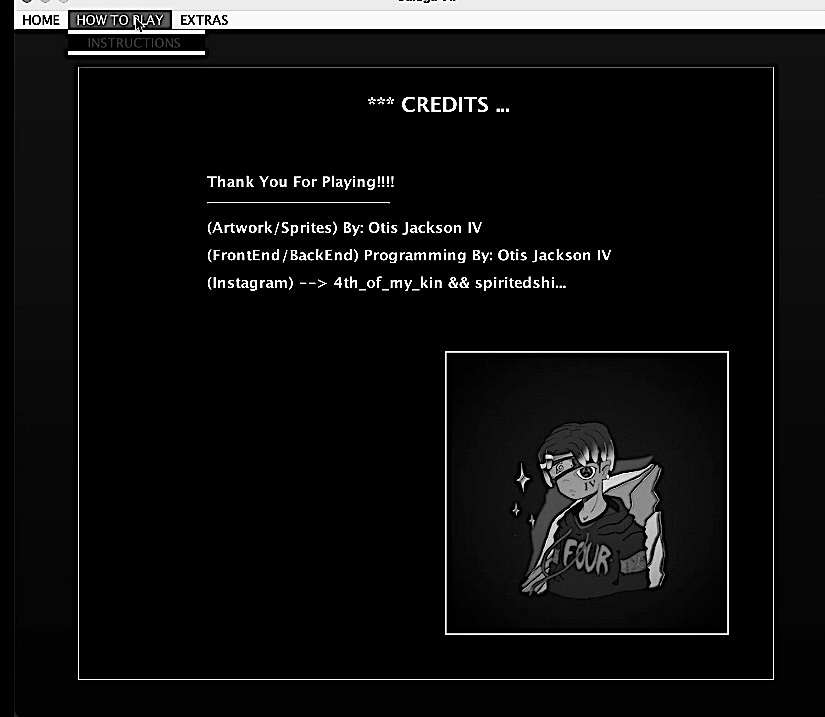 HOME HOW TO PLAY EXTRAS
INSTRUCTIONS
*** CREDITS ...
Thank You For Playing!!!!
(Artwork/Sprites) By: Otis Jackson IV
(FrontEnd/BackEnd) Programming By: Otis Jackson IV
(Instagram) --> 4th_of_my_kin && spiritedshi...
IV
FOUR